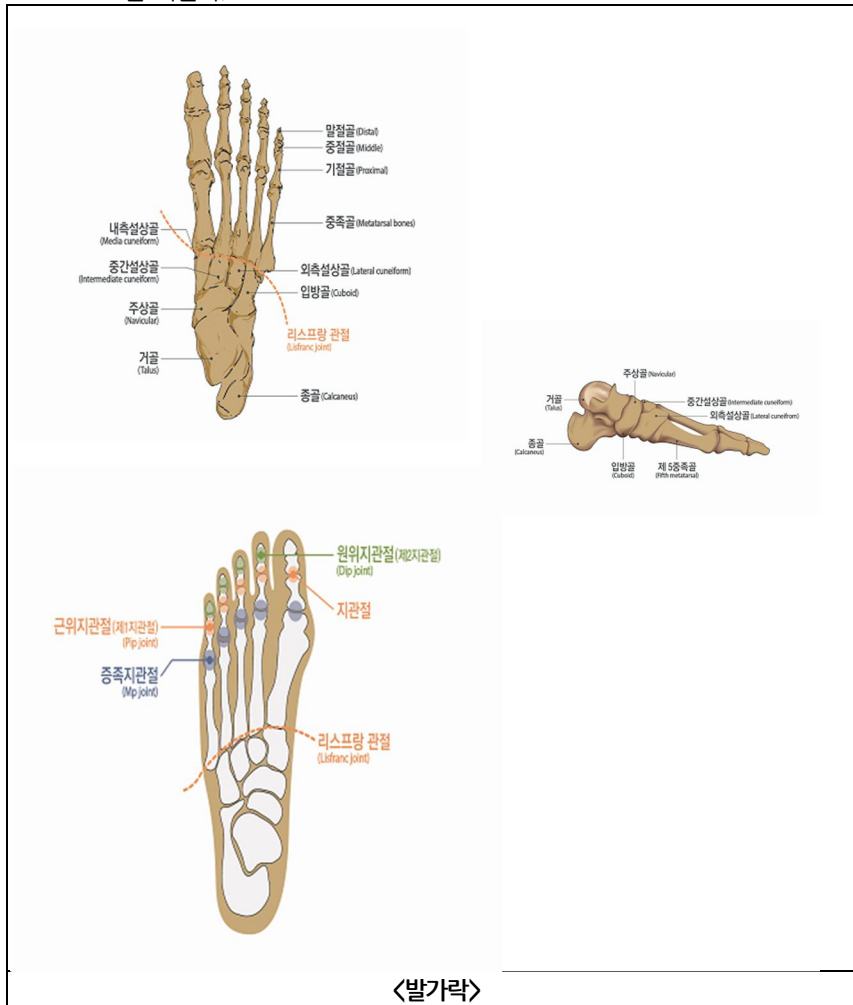 말절골 (Distal)
중절골 (Middle)
기절골 (Proximal)
중족골 (Metatarsal bones)
내측설상골
(Media cuneiform)
중간설상골
(Intermediate cuneiform)
외측설상골 (Lateral cuneiform)
입방골 (Cuboid)
주상골
(Navicular)
리스프랑 관절
(Lisfranc joint)
거골
(Talus)
종골 (Calcaneus)
주상골 (Navicular)
거골
(Talus)
중간설상골 (Intermediate cuneiform)
외측설상골 (Lateral cuneifrom)
종골
(Calcaneus)
입방골
(Cuboid)
제 5중족골
(Fifth metatarsal)
원위지관절 (제2지관절)
(Dip joint)
지관절
근위지관절 (제1지관절)
(Pip joint)
증족지관절
(Mp joint)
리스프랑 관절
(Lisfranc joint)
<발가락>